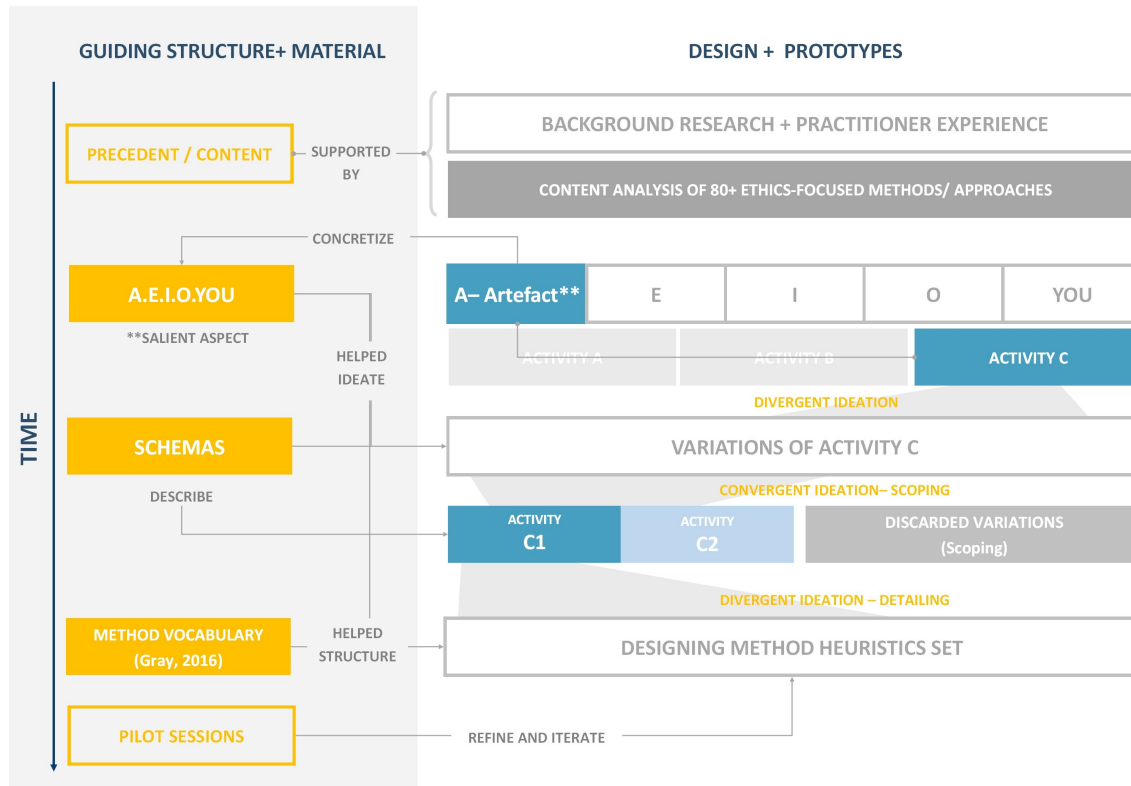 GUIDING STRUCTURE+ MATERIAL
DESIGN + PROTOTYPES
TIME
PRECEDENT / CONTENT
SUPPORTED
BY
BACKGROUND RESEARCH + PRACTITIONER EXPERIENCE
CONTENT ANALYSIS OF 80+ ETHICS-FOCUSED METHODS/ APPROACHES
CONCRETIZE
A.E.I.O.YOU
**SALIENT ASPECT
A– Artefact**
E
I
O
YOU
HELPED
IDEATE
ACTIVITY A
ACTIVITY B
ACTIVITY C
DIVERGENT IDEATION
SCHEMAS
VARIATIONS OF ACTIVITY C
DESCRIBE
CONVERGENT IDEATION– SCOPING
ACTIVITY
C1
ACTIVITY
C2
DISCARDED VARIATIONS
(Scoping)
DIVERGENT IDEATION – DETAILING
METHOD VOCABULARY
(Gray, 2016)
HELPED
STRUCTURE
DESIGNING METHOD HEURISTICS SET
PILOT SESSIONS
REFINE AND ITERATE